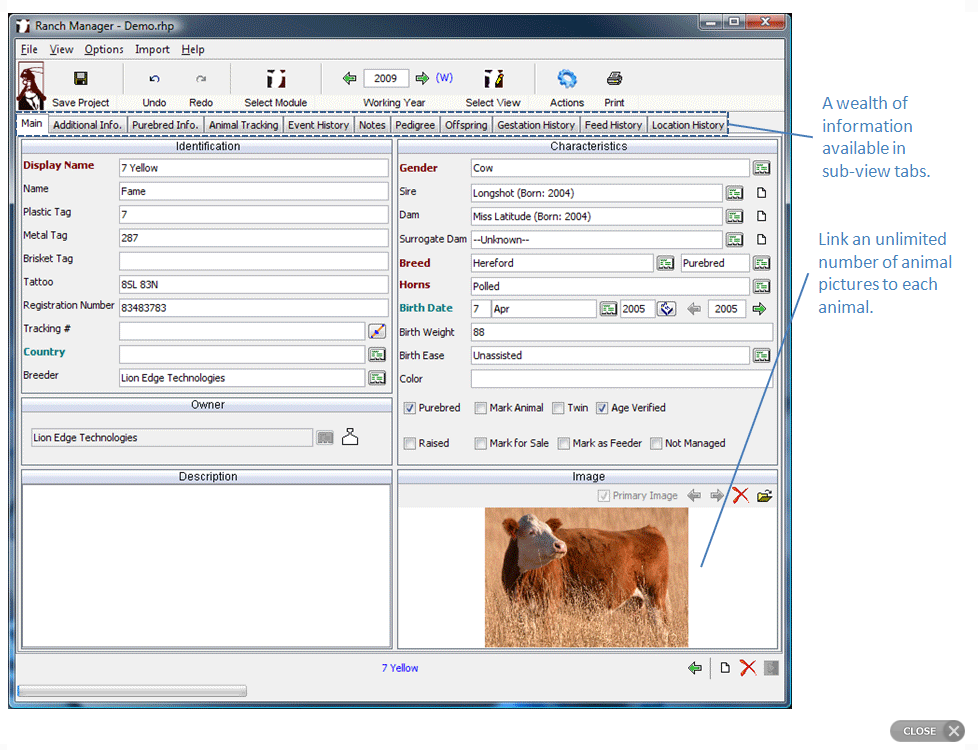 Ranch Manager - Demo.rhp
File View Options Import Help
2009 (W)
Save Project Undo Redo Select Module Working Year Select View Actions Print
Main Additional Info. Purebred Info. Animal Tracking Event History Notes Pedigree Offspring Gestation History Feed History Location History
A wealth of
information
available in
sub-view tabs.
Identification
Display Name 7 Yellow
Name Fame
Plastic Tag 7
Metal Tag 287
Brisket Tag
Tattoo 8SL 83N
Registration Number 83483783
Tracking #
Country
Breeder Lion Edge Technologies
Owner
Lion Edge Technologies
Description
Characteristics
Gender Cow
Sire Longshot (Born: 2004)
Dam Miss Latitude (Born: 2004)
Surrogate Dam --Unknown--
Breed Hereford Purebred
Horns Polled
Birth Date 7 Apr 2005 2005
Birth Weight 88
Birth Ease Unassisted
Color
Purebred Mark Animal Twin Age Verified
Raised Mark for Sale Mark as Feeder Not Managed
Image
Primary Image
Link an unlimited
number of animal
pictures to each
animal.
7 Yellow
CLOSE